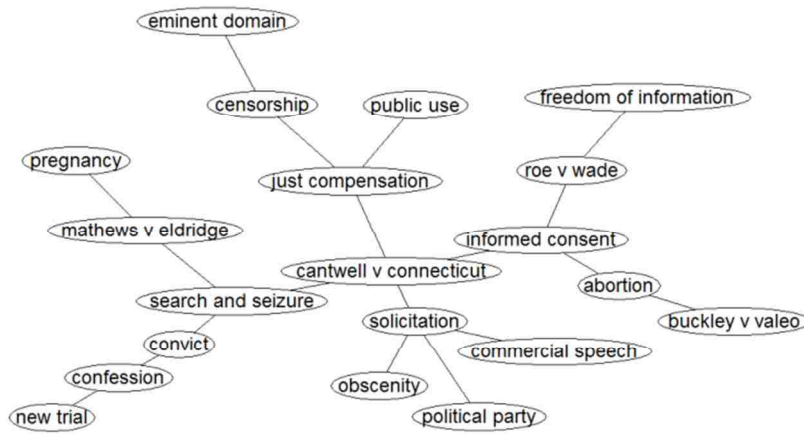 eminent domain
censorship
public use
freedom of information
pregnancy
just compensation
roe v wade
mathews v eldridge
informed consent
cantwell v connecticut
abortion
search and seizure
solicitation
buckley v valeo
convict
commercial speech
confession
obscenity
new trial
political party